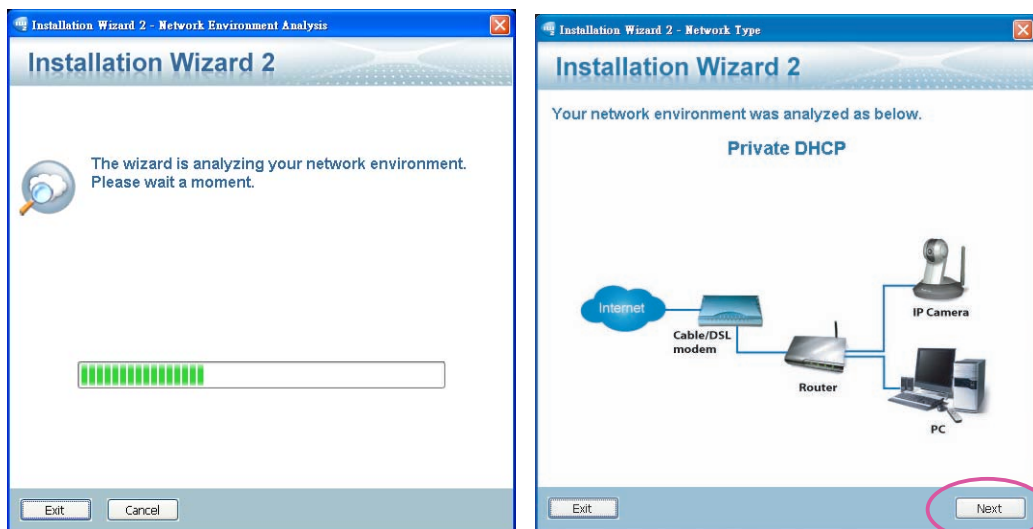 Installation Wizard 2 - Network Environment Analysis
Installation Wizard 2
The wizard is analyzing your network environment.
Please wait a moment.
Exit
Cancel
Installation Wizard 2 - Network Type
Installation Wizard 2
Your network environment was analyzed as below.
Private DHCP
Internet
Cable/DSL
modem
Router
IP Camera
PC
Exit
Next